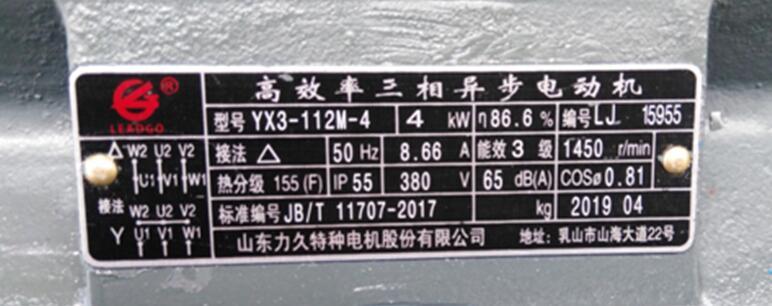 高效率三相异步电动机
LEADGO ®
型号 YX3-112M-4 4 kW η86.6% 编号 LJ 15955
接法 △ 50 Hz 8.66 A 能效 3 级 1450 r/min
热分级 155 (F) IP 55 380 V 65 dB(A) COSø 0.81
标准编号 JB/T 11707-2017 kg 2019 04
山东力久特种电机股份有限公司 地址: 乳山市山海大道22号
△ W2 U2 V2
U1 V1 W1
接法 W2 U2 V2
Y U1 V1 W1